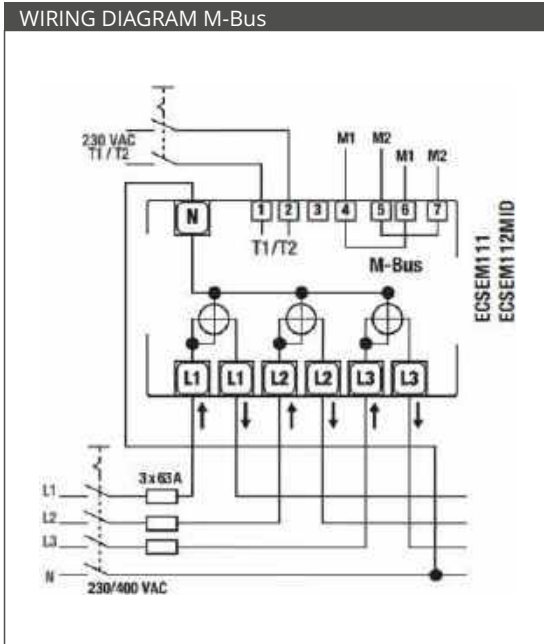 WIRING DIAGRAM M-Bus
230 VAC
T1 / T2
M1 M2
M1 M2
N 1 2 3 4 5 6 7
T1/T2
M-Bus
ECSEM111
ECSEM112MID
L1 L1 L2 L2 L3 L3
3x63A
L1
L2
L3
N
230/400 VAC